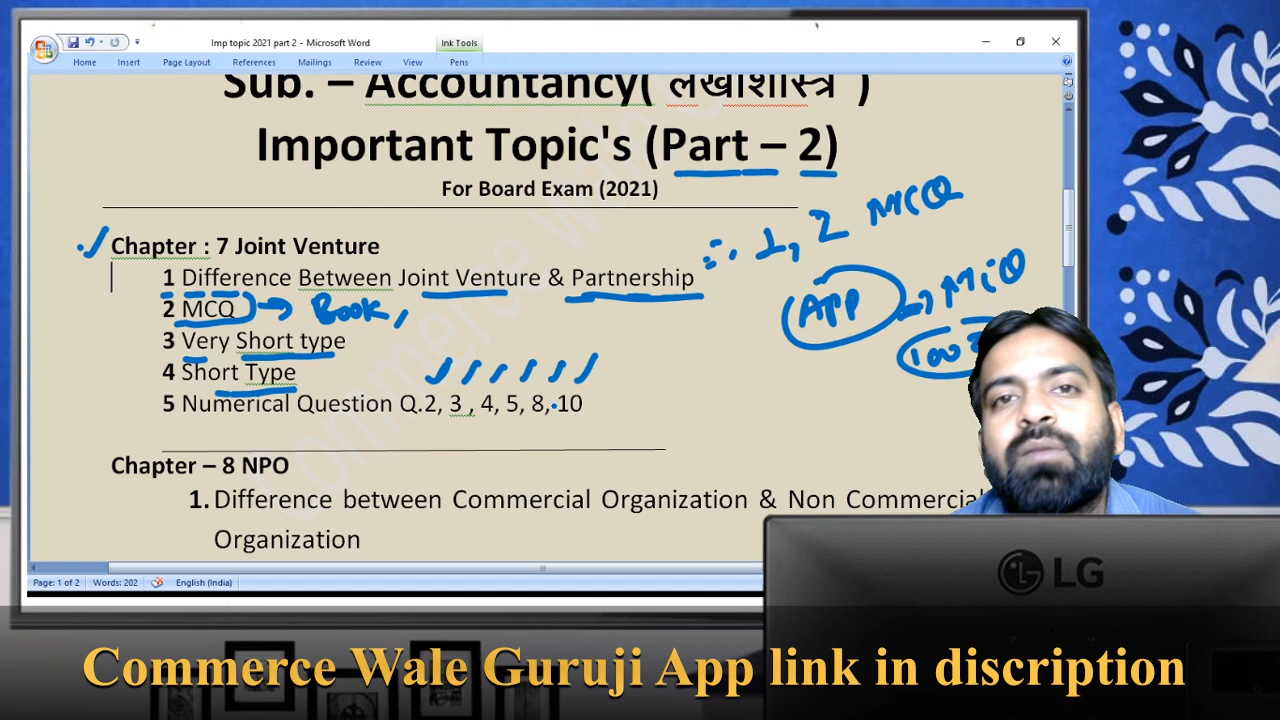 Imp topic 2021 part 2 - Microsoft Word
Ink Tools
Home Insert Page Layout References Mailings Review View Pens
Sub. – Accountancy( लेखाशास्त्र )
Important Topic's (Part – 2)
For Board Exam (2021)
Chapter : 7 Joint Venture
1 Difference Between Joint Venture & Partnership
∴ 1, 2 MCQ
2 MCQ → Book,
APP → MCQ
3 Very Short type
4 Short Type
5 Numerical Question Q.2, 3 , 4, 5, 8, 10
Chapter – 8 NPO
1. Difference between Commercial Organization & Non Commercial
Organization
Page: 1 of 2 Words: 202 English (India)
LG
Commerce Wale Guruji App link in discription